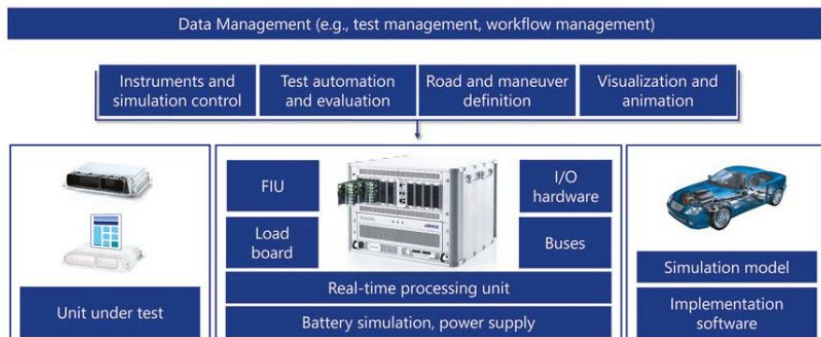 Data Management (e.g., test management, workflow management)
Instruments and
simulation control
Test automation
and evaluation
Road and maneuver
definition
Visualization and
animation
FIU
Load
board
I/O
hardware
Buses
Real-time processing unit
Battery simulation, power supply
Unit under test
Simulation model
Implementation
software